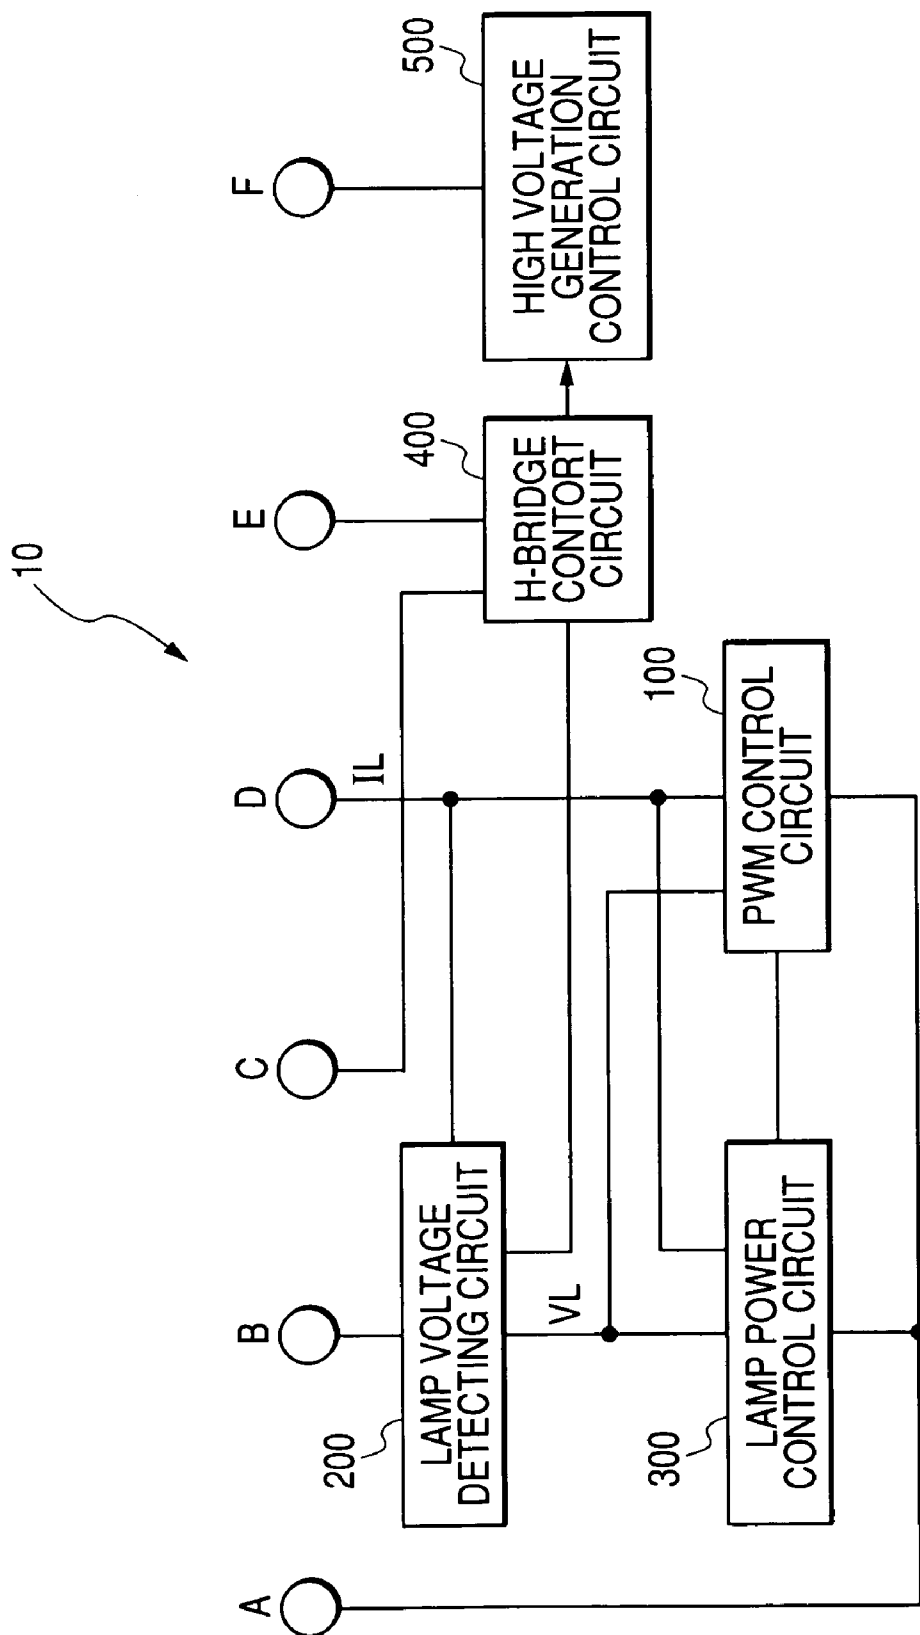 10
A
B
C
D
E
F
IL
200
LAMP VOLTAGE
DETECTING CIRCUIT
400
H-BRIDGE
CONTORT
CIRCUIT
500
HIGH VOLTAGE
GENERATION
CONTROL CIRCUIT
VL
300
LAMP POWER
CONTROL CIRCUIT
100
PWM CONTROL
CIRCUIT